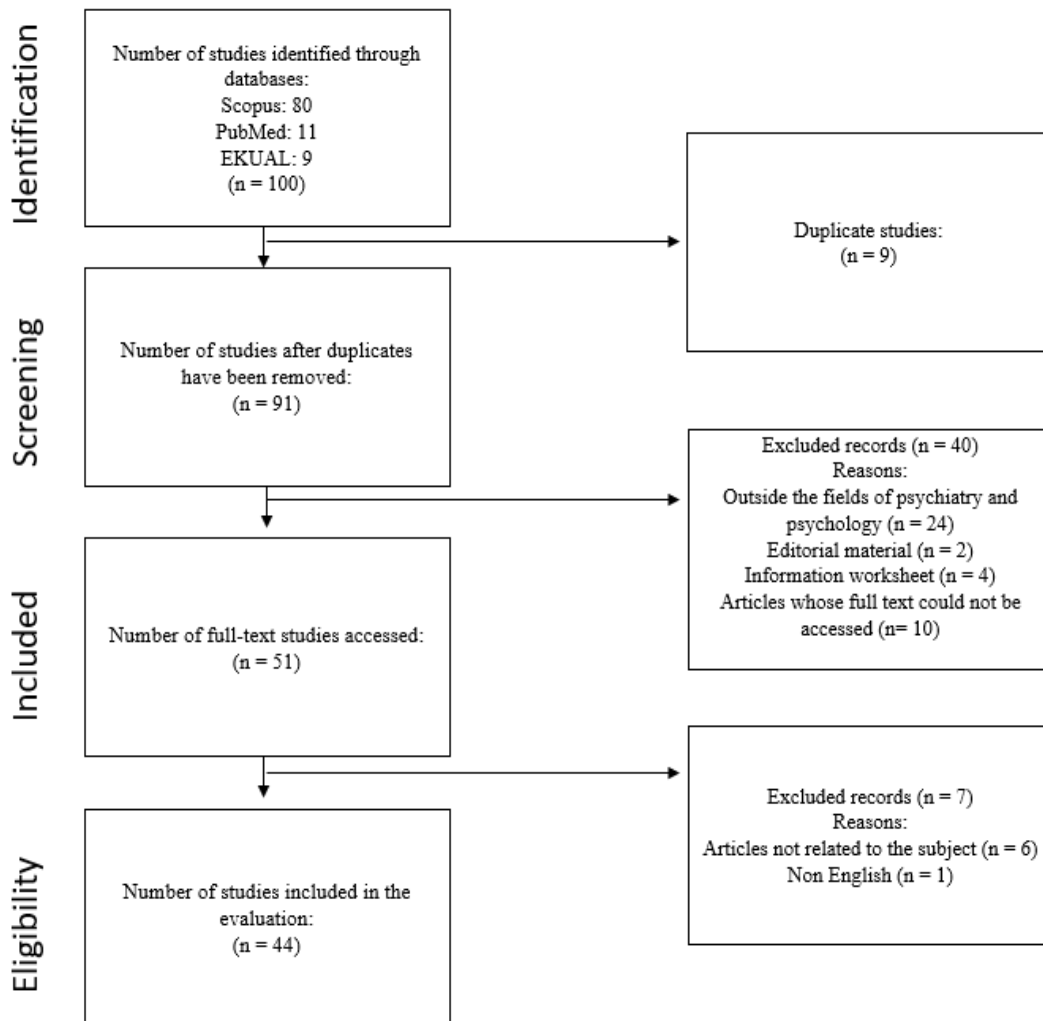 Identification
Number of studies identified through
databases:
Scopus: 80
PubMed: 11
EKUAL: 9
(n = 100)
Duplicate studies:
(n = 9)
Screening
Number of studies after duplicates
have been removed:
(n = 91)
Excluded records (n = 40)
Reasons:
Outside the fields of psychiatry and
psychology (n = 24)
Editorial material (n = 2)
Information worksheet (n = 4)
Articles whose full text could not be
accessed (n= 10)
Included
Number of full-text studies accessed:
(n = 51)
Excluded records (n = 7)
Reasons:
Articles not related to the subject (n = 6)
Non English (n = 1)
Eligibility
Number of studies included in the
evaluation:
(n = 44)